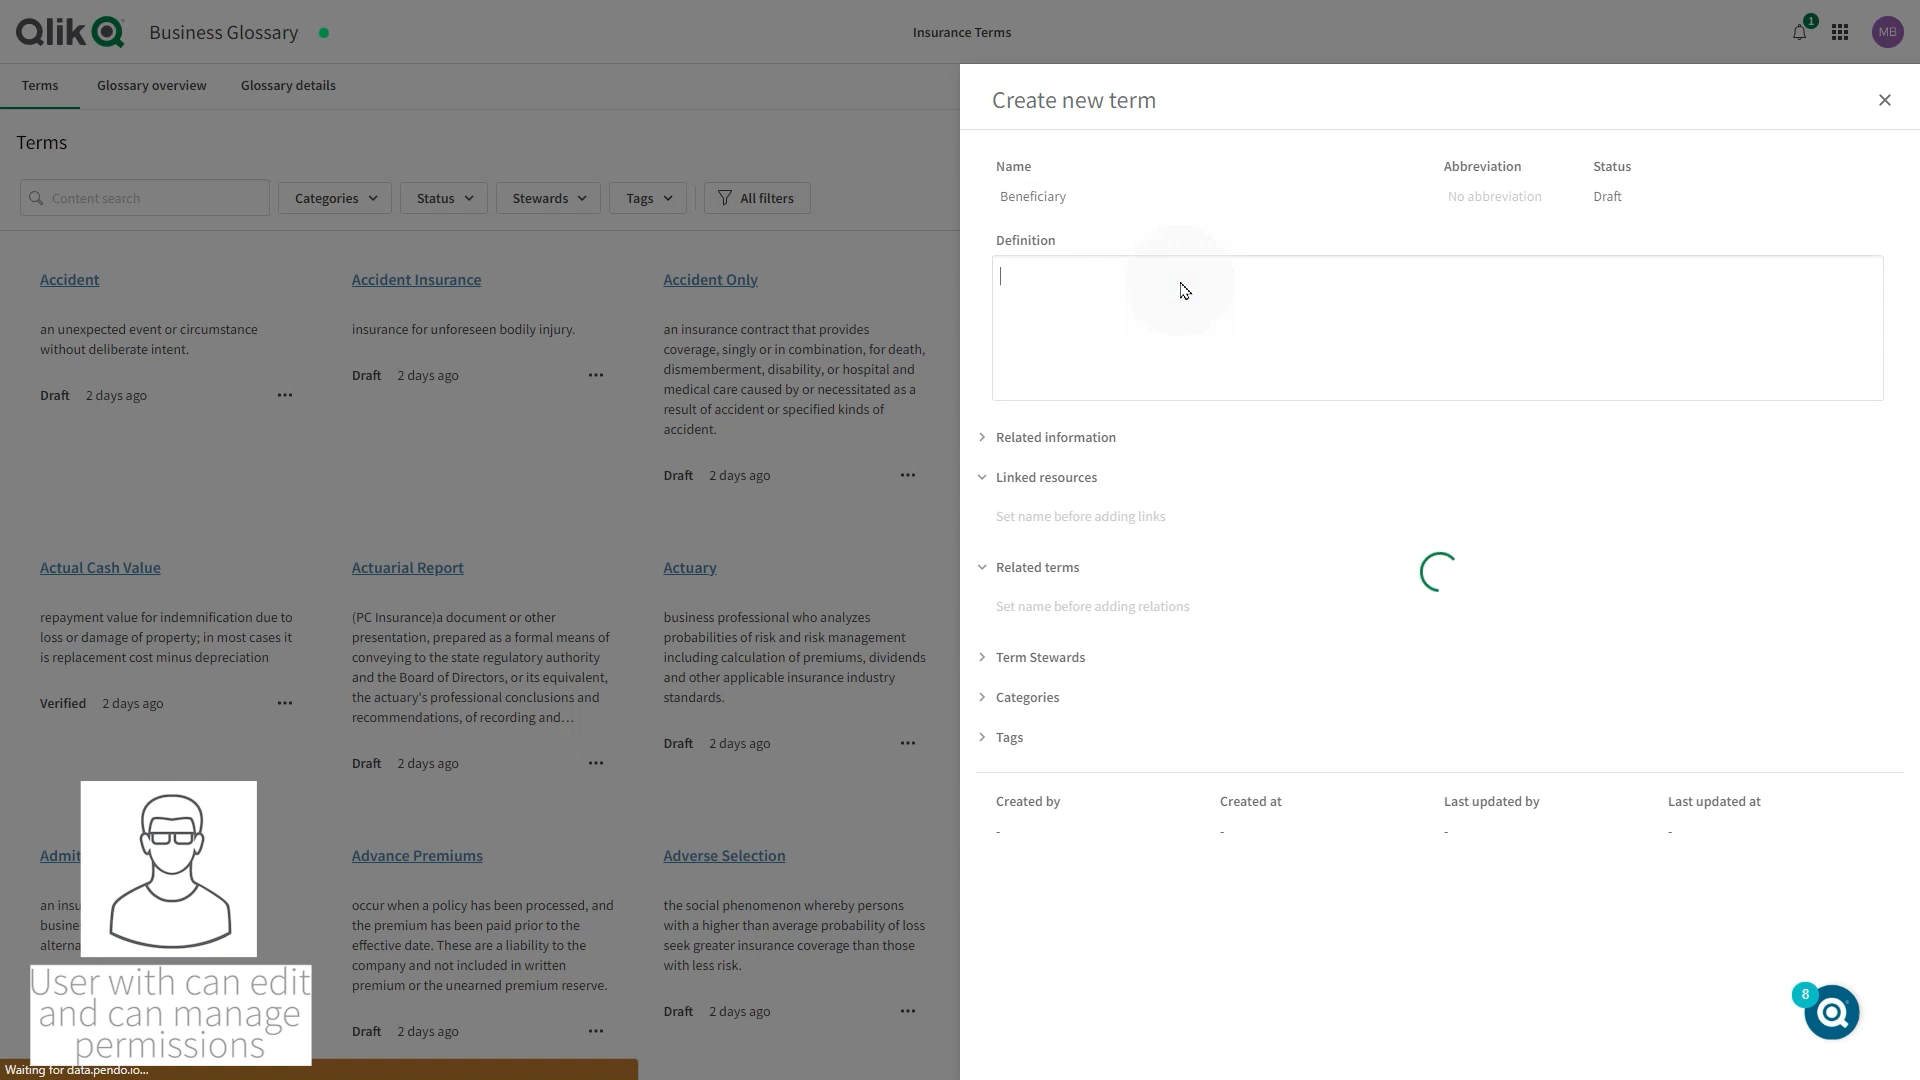 Qlik
Business Glossary
Insurance Terms
1
MB
Terms
Glossary overview
Glossary details
Terms
Content search
Categories
Status
Stewards
Tags
All filters
Accident
an unexpected event or circumstance
without deliberate intent.
Draft 2 days ago
Accident Insurance
insurance for unforeseen bodily injury.
Draft 2 days ago
Accident Only
an insurance contract that provides
coverage, singly or in combination, for death,
dismemberment, disability, or hospital and
medical care caused by or necessitated as a
result of accident or specified kinds of
accident.
Draft 2 days ago
Actual Cash Value
repayment value for indemnification due to
loss or damage of property; in most cases it
is replacement cost minus depreciation
Verified 2 days ago
Actuarial Report
(PC Insurance)a document or other
presentation, prepared as a formal means of
conveying to the state regulatory authority
and the Board of Directors, or its equivalent,
the actuary's professional conclusions and
recommendations, of recording and…
Draft 2 days ago
Actuary
business professional who analyzes
probabilities of risk and risk management
including calculation of premiums, dividends
and other applicable insurance industry
standards.
Draft 2 days ago
Admit
an insu
busine
alterna
Advance Premiums
occur when a policy has been processed, and
the premium has been paid prior to the
effective date. These are a liability to the
company and not included in written
premium or the unearned premium reserve.
Draft 2 days ago
Adverse Selection
the social phenomenon whereby persons
with a higher than average probability of loss
seek greater insurance coverage than those
with less risk.
Draft 2 days ago
User with can edit
and can manage
permissions
Waiting for data.pendo.io...
Create new term
Name
Beneficiary
Abbreviation
No abbreviation
Status
Draft
Definition
Related information
Linked resources
Set name before adding links
Related terms
Set name before adding relations
Term Stewards
Categories
Tags
Created by
-
Created at
-
Last updated by
-
Last updated at
-
8